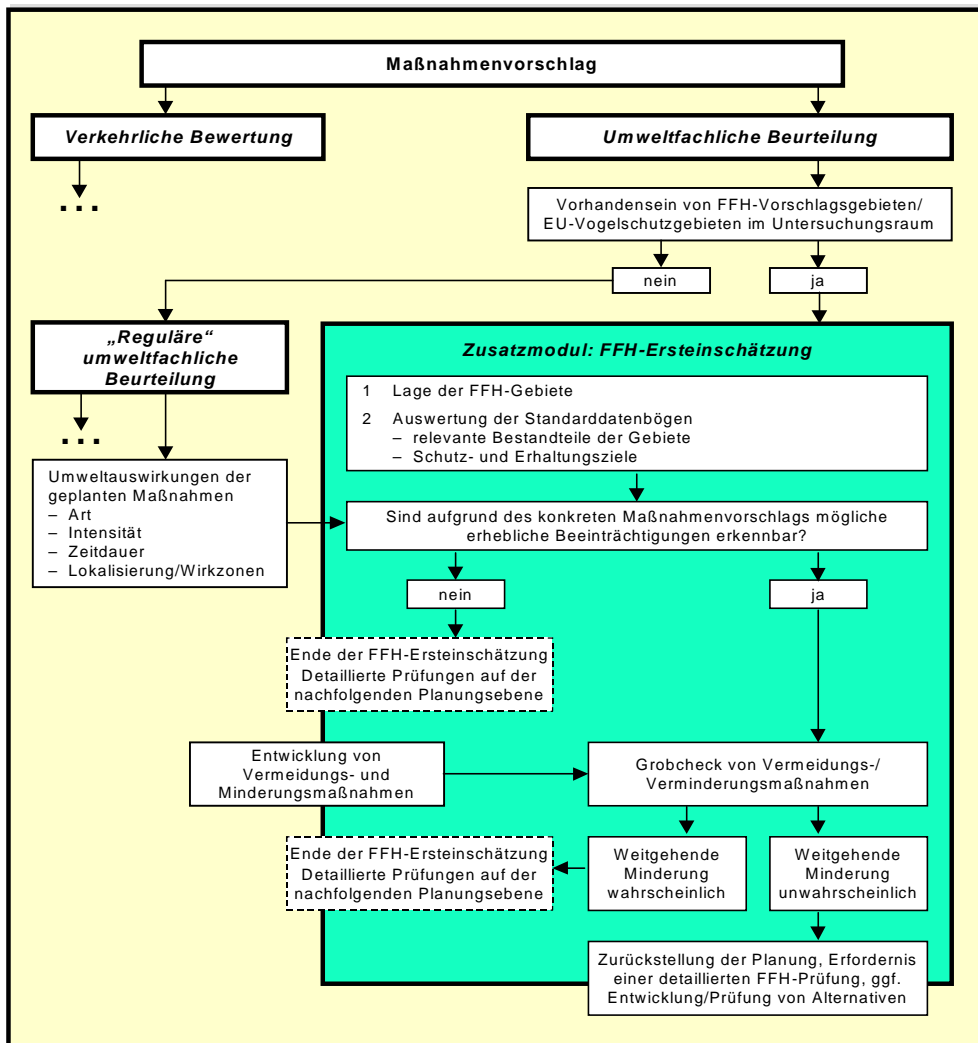 Maßnahmenvorschlag
Verkehrliche Bewertung
...
Umweltfachliche Beurteilung
Vorhandensein von FFH-Vorschlagsgebieten/
EU-Vogelschutzgebieten im Untersuchungsraum
nein
ja
„Reguläre“
umweltfachliche
Beurteilung
...
Umweltauswirkungen der
geplanten Maßnahmen
– Art
– Intensität
– Zeitdauer
– Lokalisierung/Wirkzonen
Zusatzmodul: FFH-Ersteinschätzung
1 Lage der FFH-Gebiete
2 Auswertung der Standarddatenbögen
– relevante Bestandteile der Gebiete
– Schutz- und Erhaltungsziele
Sind aufgrund des konkreten Maßnahmenvorschlags mögliche
erhebliche Beeinträchtigungen erkennbar?
nein
ja
Ende der FFH-Ersteinschätzung
Detaillierte Prüfungen auf der
nachfolgenden Planungsebene
Entwicklung von
Vermeidungs- und
Minderungsmaßnahmen
Grobcheck von Vermeidungs-/
Verminderungsmaßnahmen
Ende der FFH-Ersteinschätzung
Detaillierte Prüfungen auf der
nachfolgenden Planungsebene
Weitgehende
Minderung
wahrscheinlich
Weitgehende
Minderung
unwahrscheinlich
Zurückstellung der Planung, Erfordernis
einer detaillierten FFH-Prüfung, ggf.
Entwicklung/Prüfung von Alternativen